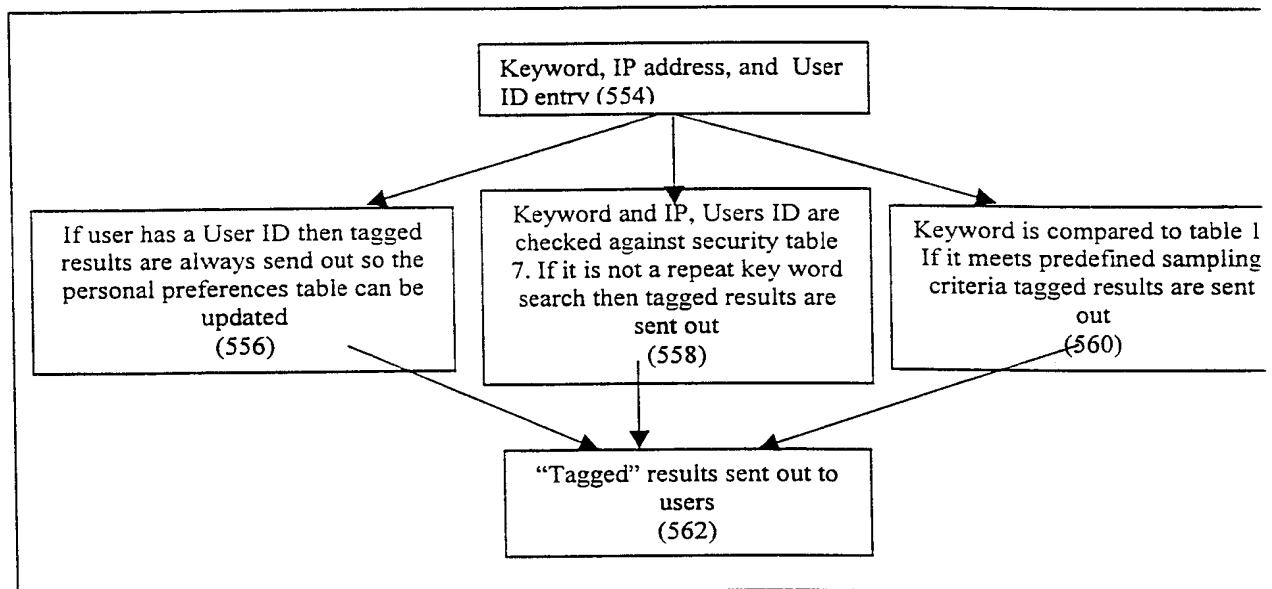 Keyword, IP address, and User
ID entry (554)
If user has a User ID then tagged
results are always send out so the
personal preferences table can be
updated
(556)
Keyword and IP, Users ID are
checked against security table
7. If it is not a repeat key word
search then tagged results are
sent out
(558)
Keyword is compared to table 1
If it meets predefined sampling
criteria tagged results are sent
out
(560)
“Tagged” results sent out to
users
(562)